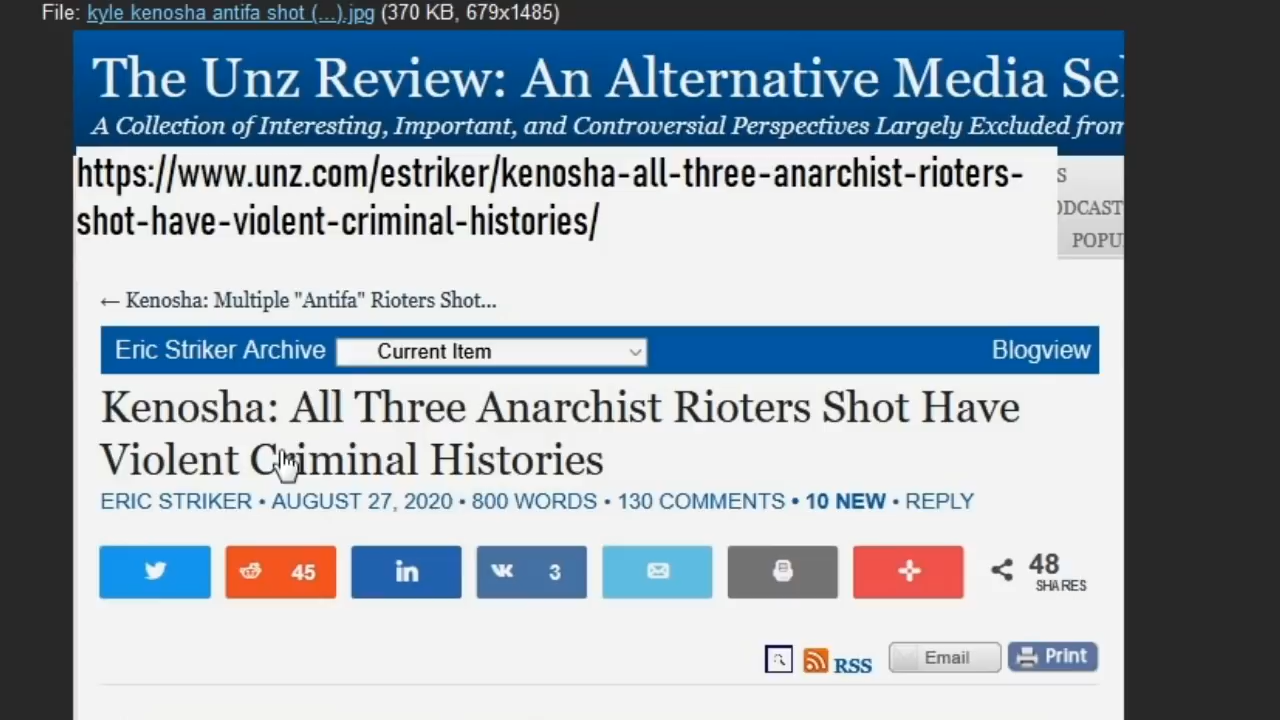 File: kyle kenosha antifa shot (...).jpg (370 KB, 679x1485)
The Unz Review: An Alternative Media Sel
A Collection of Interesting, Important, and Controversial Perspectives Largely Excluded from
https://www.unz.com/estriker/kenosha-all-three-anarchist-rioters-
shot-have-violent-criminal-histories/
S
ODCAST
POPU
← Kenosha: Multiple "Antifa" Rioters Shot...
Eric Striker Archive Current Item Blogview
Kenosha: All Three Anarchist Rioters Shot Have
Violent Criminal Histories
ERIC STRIKER • AUGUST 27, 2020 • 800 WORDS • 130 COMMENTS • 10 NEW • REPLY
45 in 3 48
SHARES
RSS Email Print